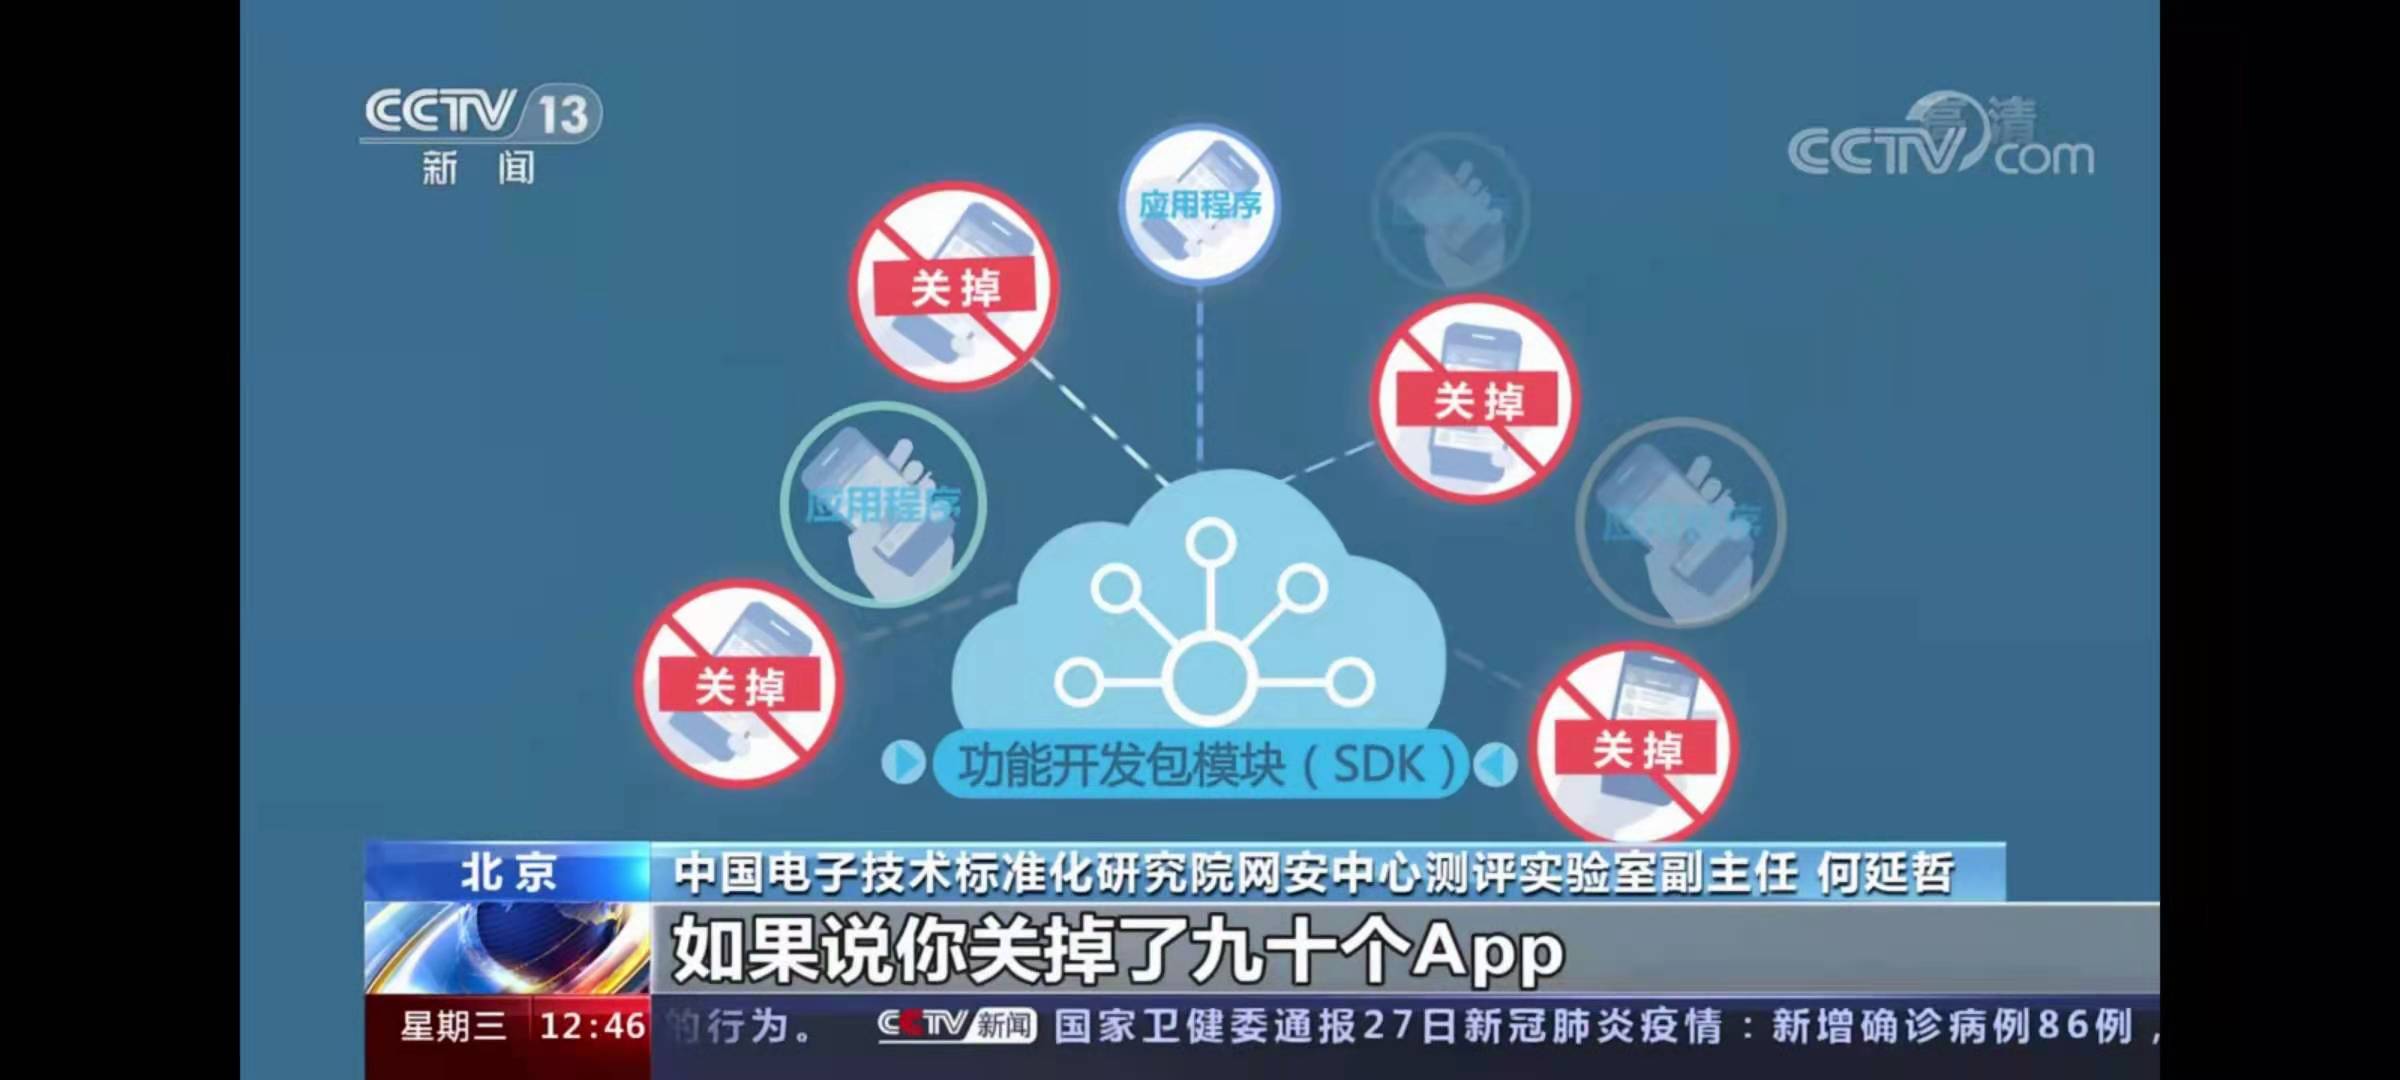 CCTV 13
新闻
高清
CCTV com
应用程序
关掉
关掉
应用程序
应用程序
关掉
关掉
功能开发包模块（SDK）
北京
中国电子技术标准化研究院网安中心测评实验室副主任 何延哲
如果说你关掉了九十个App
星期三 12:46
的行为。 CCTV新闻 国家卫健委通报27日新冠肺炎疫情：新增确诊病例86例，